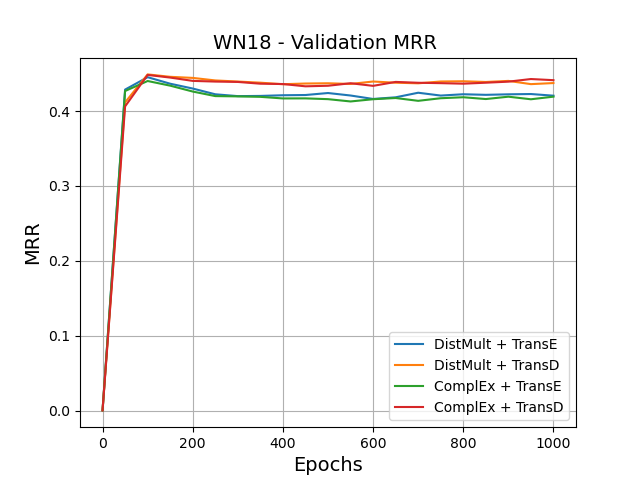 WN18 - Validation MRR
MRR
0.4
0.3
0.2
0.1
0.0
DistMult + TransE
DistMult + TransD
ComplEx + TransE
ComplEx + TransD
0 200 400 600 800 1000
Epochs